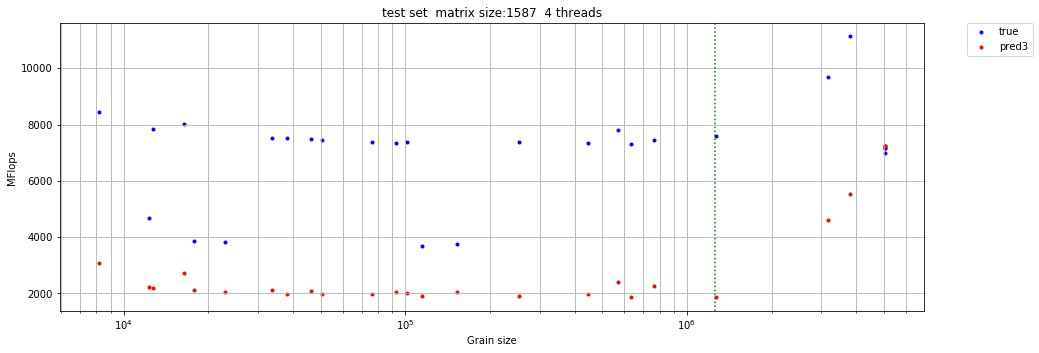 test set  matrix size:1587  4 threads
true
pred3
MFlops
10000
8000
6000
4000
2000
10⁴
10⁵
10⁶
Grain size